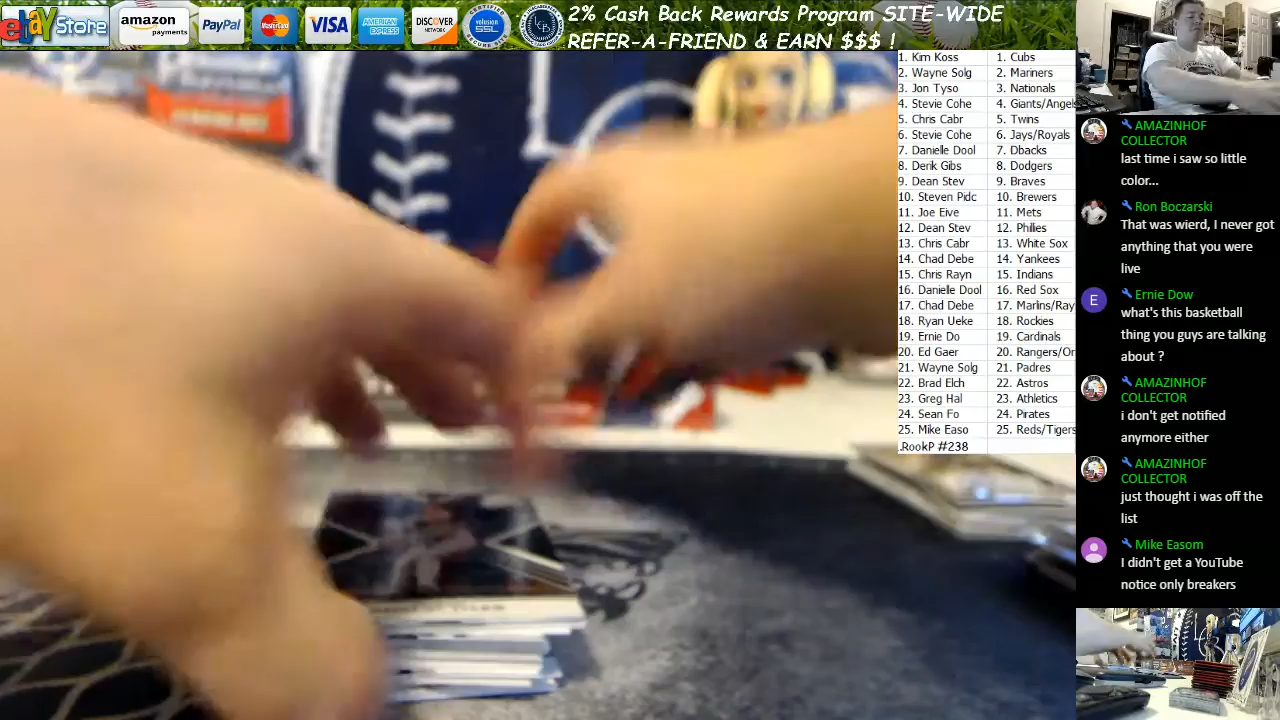 ebay Store
amazon payments
PayPal
MasterCard
VISA
AMERICAN EXPRESS
DISCOVER NETWORK
volusion SSL
2% Cash Back Rewards Program SITE-WIDE
REFER-A-FRIEND & EARN $$$ !
1. Kim Koss 1. Cubs
2. Wayne Solg 2. Mariners
3. Jon Tyso 3. Nationals
4. Stevie Cohe 4. Giants/Angels
5. Chris Cabr 5. Twins
6. Stevie Cohe 6. Jays/Royals
7. Danielle Dool 7. Dbacks
8. Derik Gibs 8. Dodgers
9. Dean Stev 9. Braves
10. Steven Pidc 10. Brewers
11. Joe Eive 11. Mets
12. Dean Stev 12. Philies
13. Chris Cabr 13. White Sox
14. Chad Debe 14. Yankees
15. Chris Rayn 15. Indians
16. Danielle Dool 16. Red Sox
17. Chad Debe 17. Marlins/Ray
18. Ryan Ueke 18. Rockies
19. Ernie Do 19. Cardinals
20. Ed Gaer 20. Rangers/Or
21. Wayne Solg 21. Padres
22. Brad Elch 22. Astros
23. Greg Hal 23. Athletics
24. Sean Fo 24. Pirates
25. Mike Easo 25. Reds/Tigers
.RookP #238
AMAZINHOF
COLLECTOR
last time i saw so little
color...
Ron Boczarski
That was wierd, I never got
anything that you were
live
E
Ernie Dow
what's this basketball
thing you guys are talking
about ?
AMAZINHOF
COLLECTOR
i don't get notified
anymore either
AMAZINHOF
COLLECTOR
just thought i was off the
list
Mike Easom
I didn't get a YouTube
notice only breakers